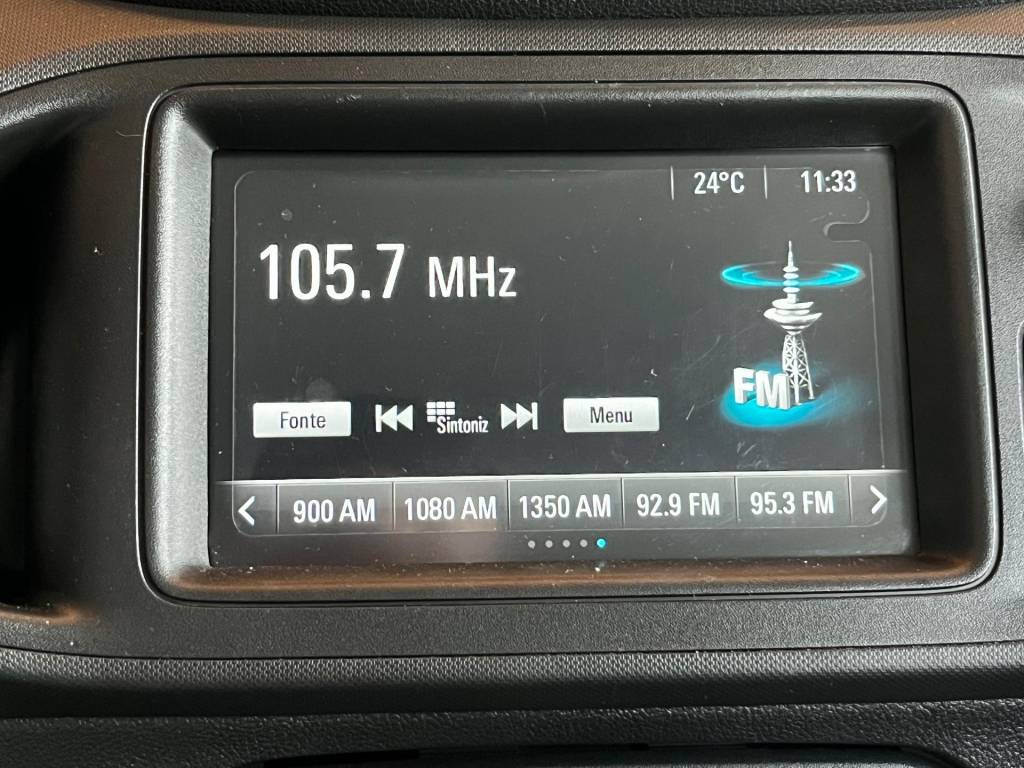 24°C 11:33
105.7 MHz
FM
Fonte Sintoniz Menu
900 AM 1080 AM 1350 AM 92.9 FM 95.3 FM